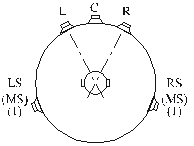 L C R
LS RS
(MS) (MS)
(1) (1)